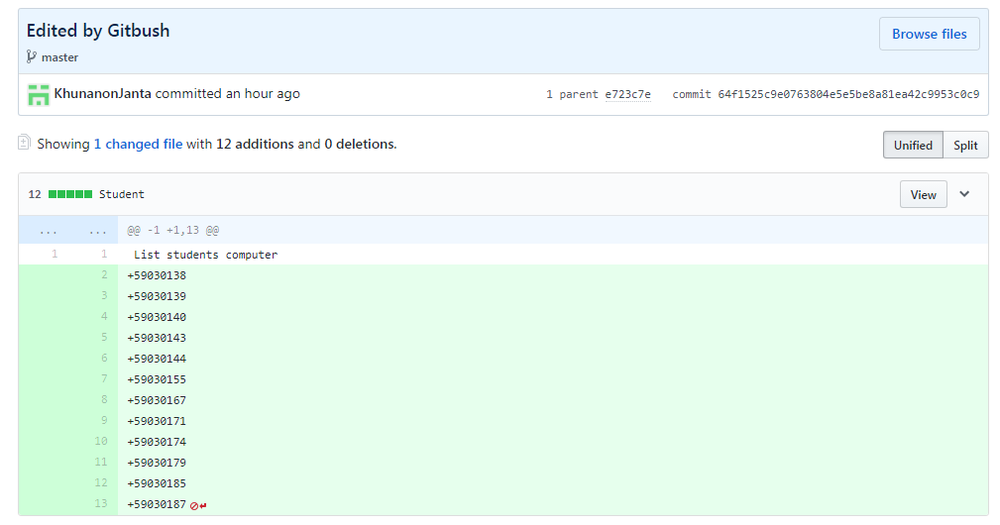 Edited by Gitbush
Browse files
master
KhunanonJanta committed an hour ago
1 parent e723c7e commit 64f1525c9e0763804e5e5be8a81ea42c9953c0c9
Showing 1 changed file with 12 additions and 0 deletions.
Unified Split
12 Student
View
... ... @@ -1 +1,13 @@
1 1 List students computer
2 +59030138
3 +59030139
4 +59030140
5 +59030143
6 +59030144
7 +59030155
8 +59030167
9 +59030171
10 +59030174
11 +59030179
12 +59030185
13 +59030187